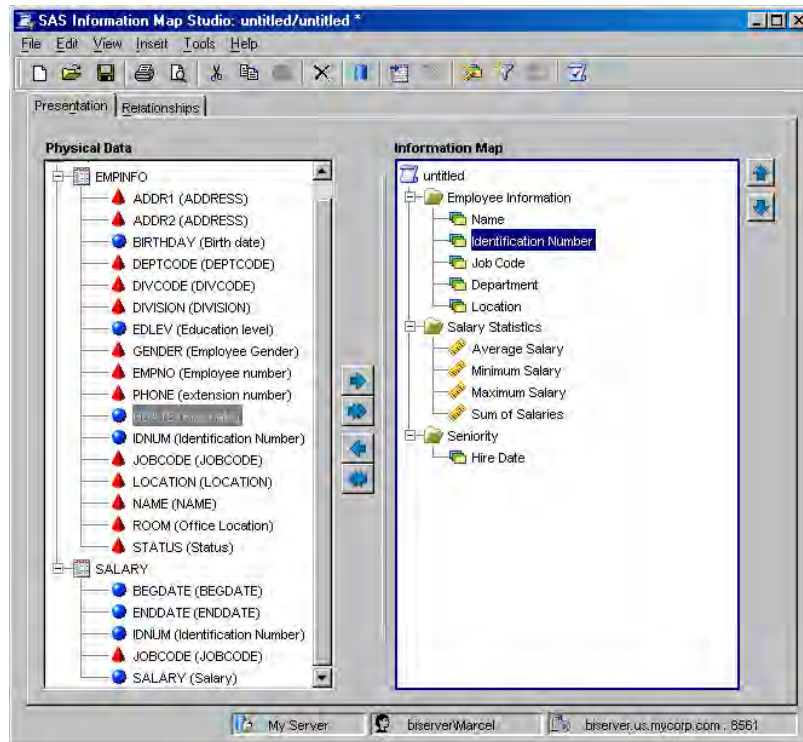 SAS Information Map Studio: untitled/untitled *
File Edit View Insert Tools Help
Presentation Relationships
Physical Data
EMPINFO
ADDR1 (ADDRESS)
ADDR2 (ADDRESS)
BIRTHDAY (Birth date)
DEPTCODE (DEPTCODE)
DIVCODE (DIVCODE)
DIVISION (DIVISION)
EDLEV (Education level)
GENDER (Employee Gender)
EMPNO (Employee number)
PHONE (extension number)
IDNUM (Identification Number)
JOBCODE (JOBCODE)
LOCATION (LOCATION)
NAME (NAME)
ROOM (Office Location)
STATUS (Status)
SALARY
BEGDATE (BEGDATE)
ENDDATE (ENDDATE)
IDNUM (Identification Number)
JOBCODE (JOBCODE)
SALARY (Salary)
Information Map
untitled
Employee Information
Name
Identification Number
Job Code
Department
Location
Salary Statistics
Average Salary
Minimum Salary
Maximum Salary
Sum of Salaries
Seniority
Hire Date
My Server
biserver\Marcel
biserver.us.mycorp.com : 8561